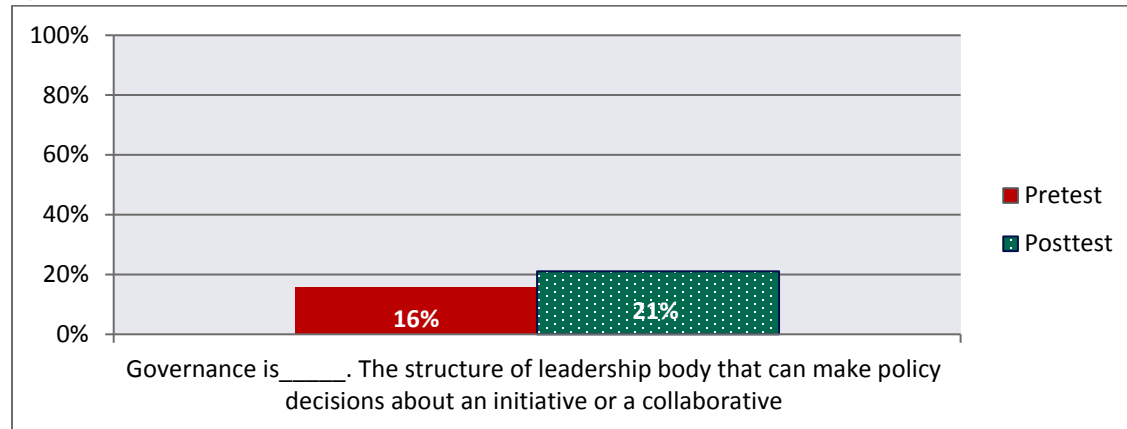 100%
80%
60%
40%
20%
0%
16%
21%
Pretest
Posttest
Governance is_____. The structure of leadership body that can make policy
decisions about an initiative or a collaborative